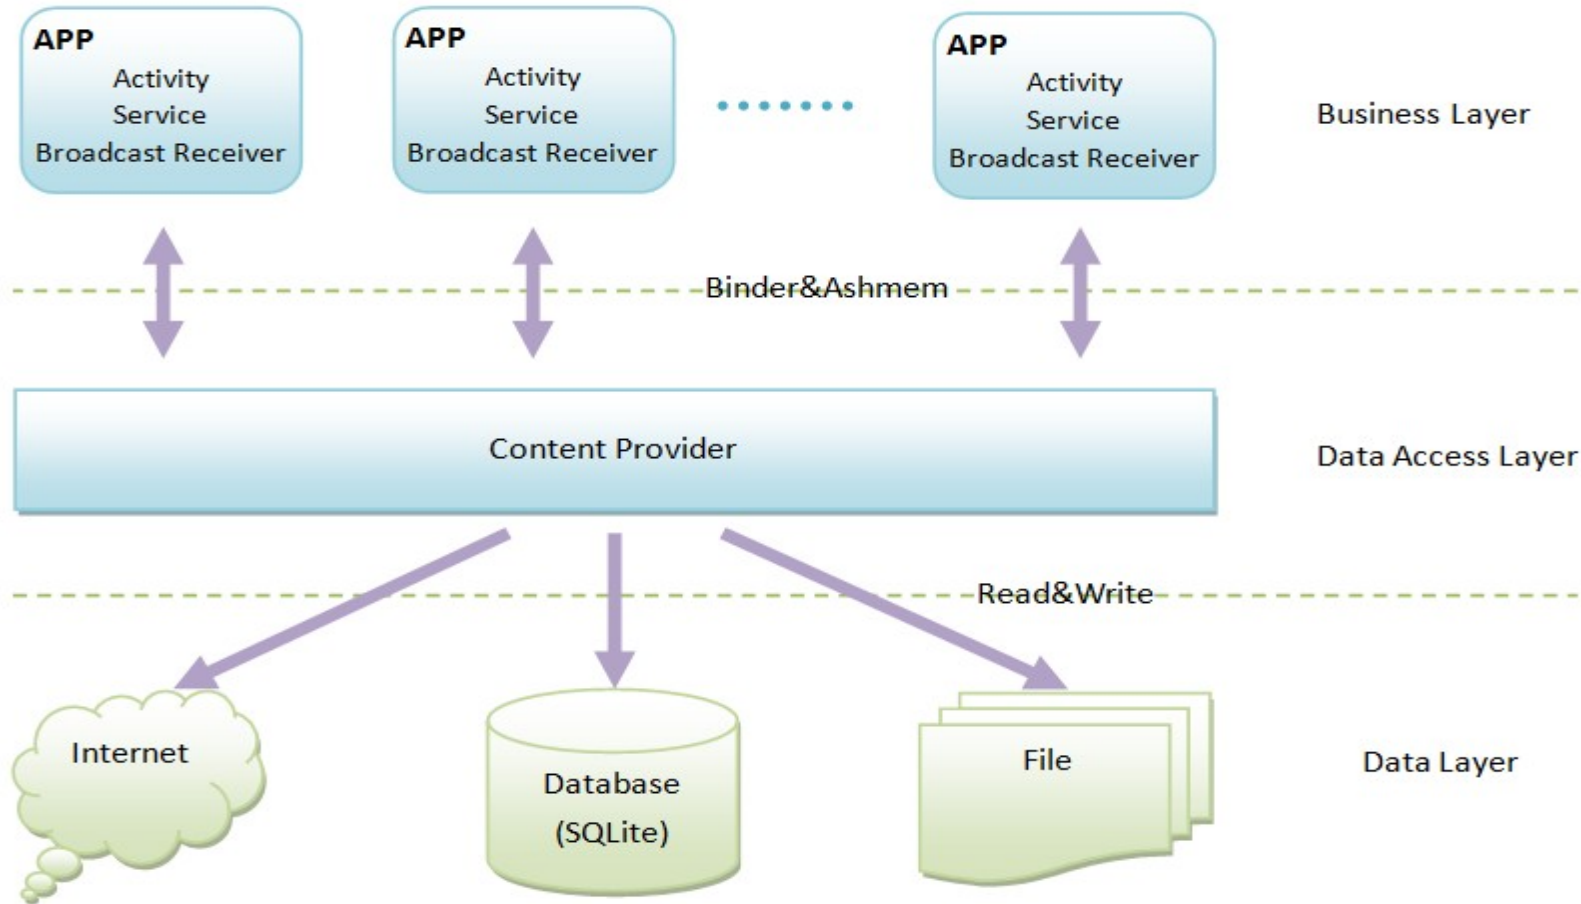 APP
Activity
Service
Broadcast Receiver
APP
Activity
Service
Broadcast Receiver
APP
Activity
Service
Broadcast Receiver
Business Layer
Binder&Ashmem
Content Provider
Data Access Layer
Read&Write
Internet
Database
(SQLite)
File
Data Layer